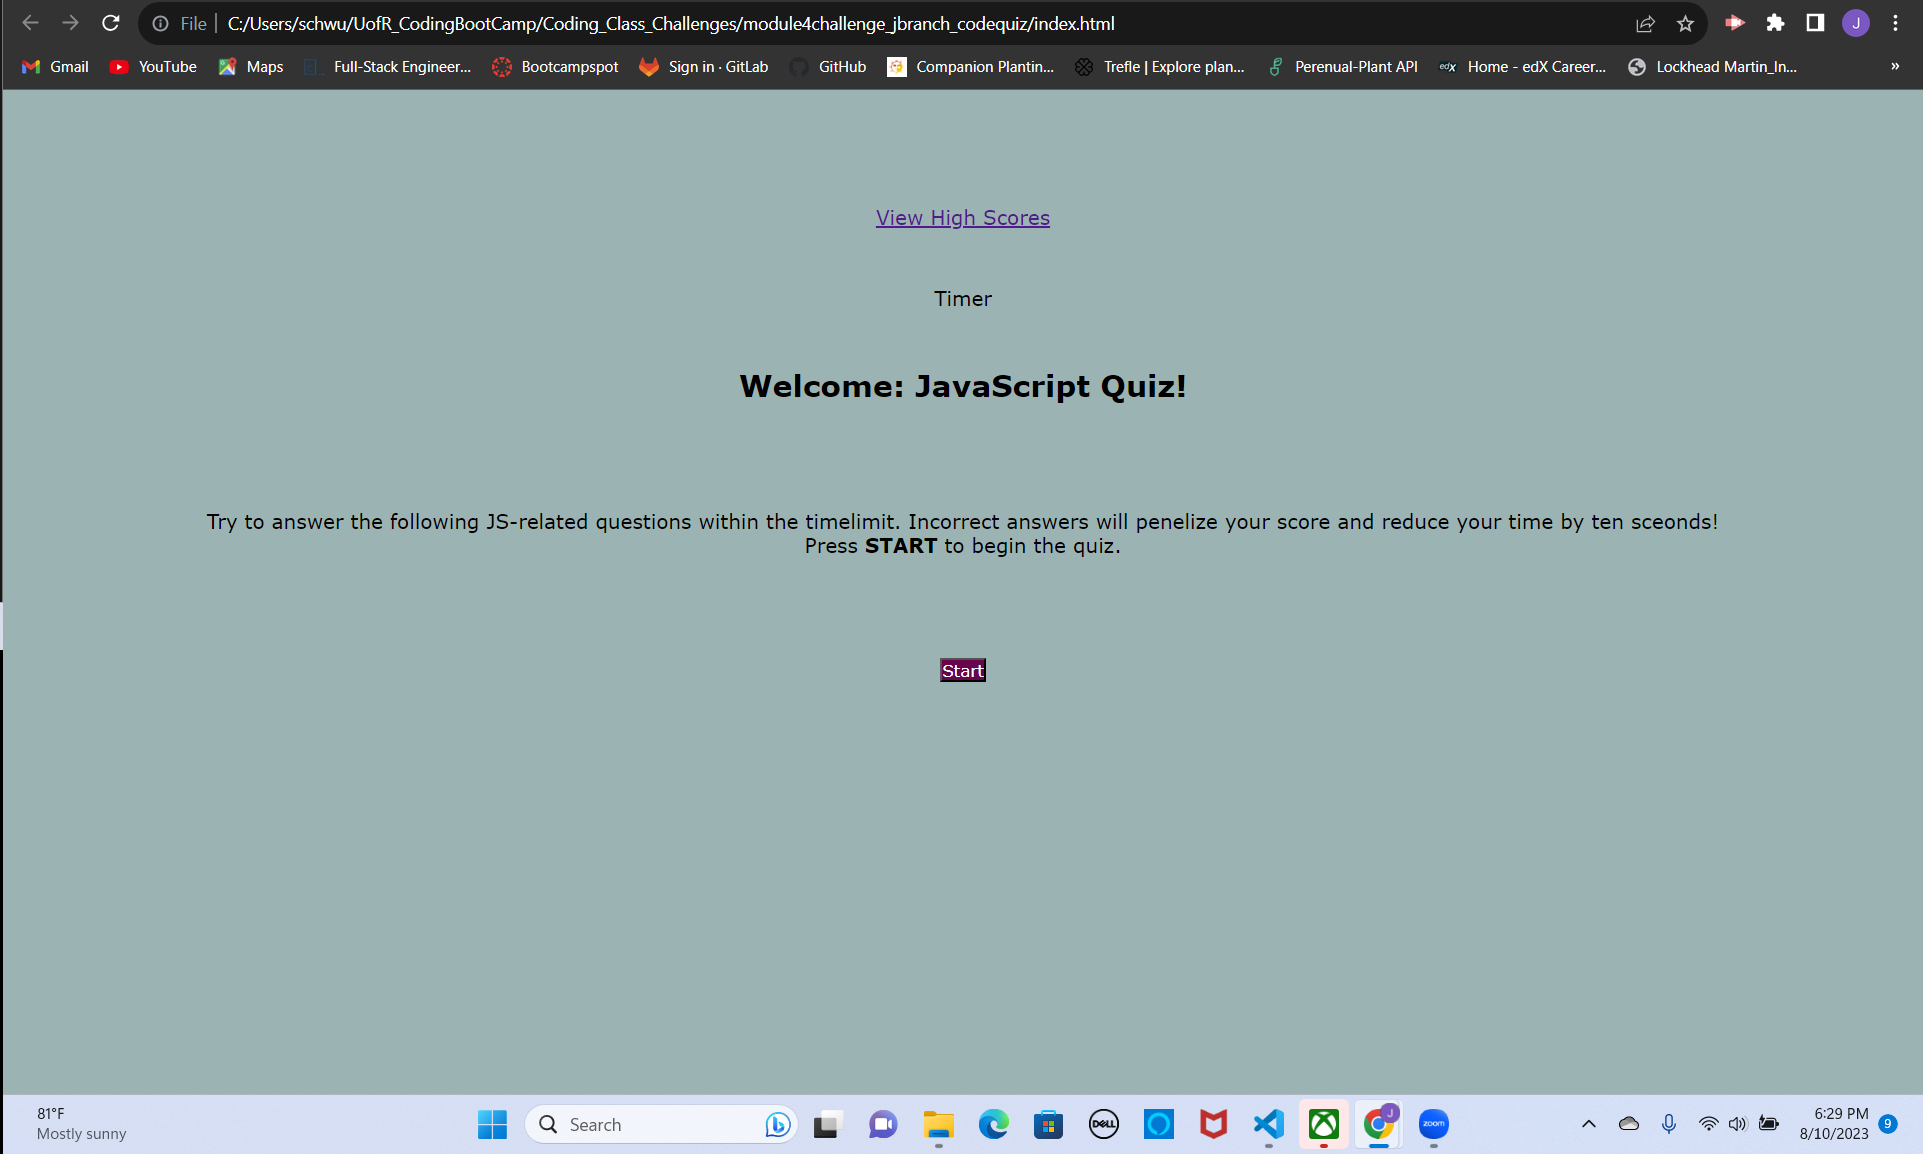 File C:/Users/schwu/UofR_CodingBootCamp/Coding_Class_Challenges/module4challenge_jbranch_codequiz/index.html J
Gmail YouTube Maps Full-Stack Engineer... Bootcampspot Sign in · GitLab GitHub Companion Plantin... Trefle | Explore plan... Perenual-Plant API edX Home - edX Career... Lockhead Martin_In... »
View High Scores
Timer
Welcome: JavaScript Quiz!
Try to answer the following JS-related questions within the timelimit. Incorrect answers will penelize your score and reduce your time by ten sceonds!
Press START to begin the quiz.
Start
81°F
Mostly sunny
Search
DELL
J
zoom
6:29 PM
8/10/2023
9